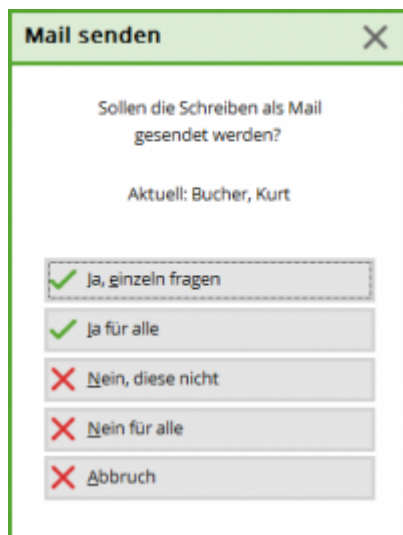 Mail senden
Sollen die Schreiben als Mail
gesendet werden?
Aktuell: Bucher, Kurt
Ja, einzeln fragen
Ja für alle
Nein, diese nicht
Nein für alle
Abbruch